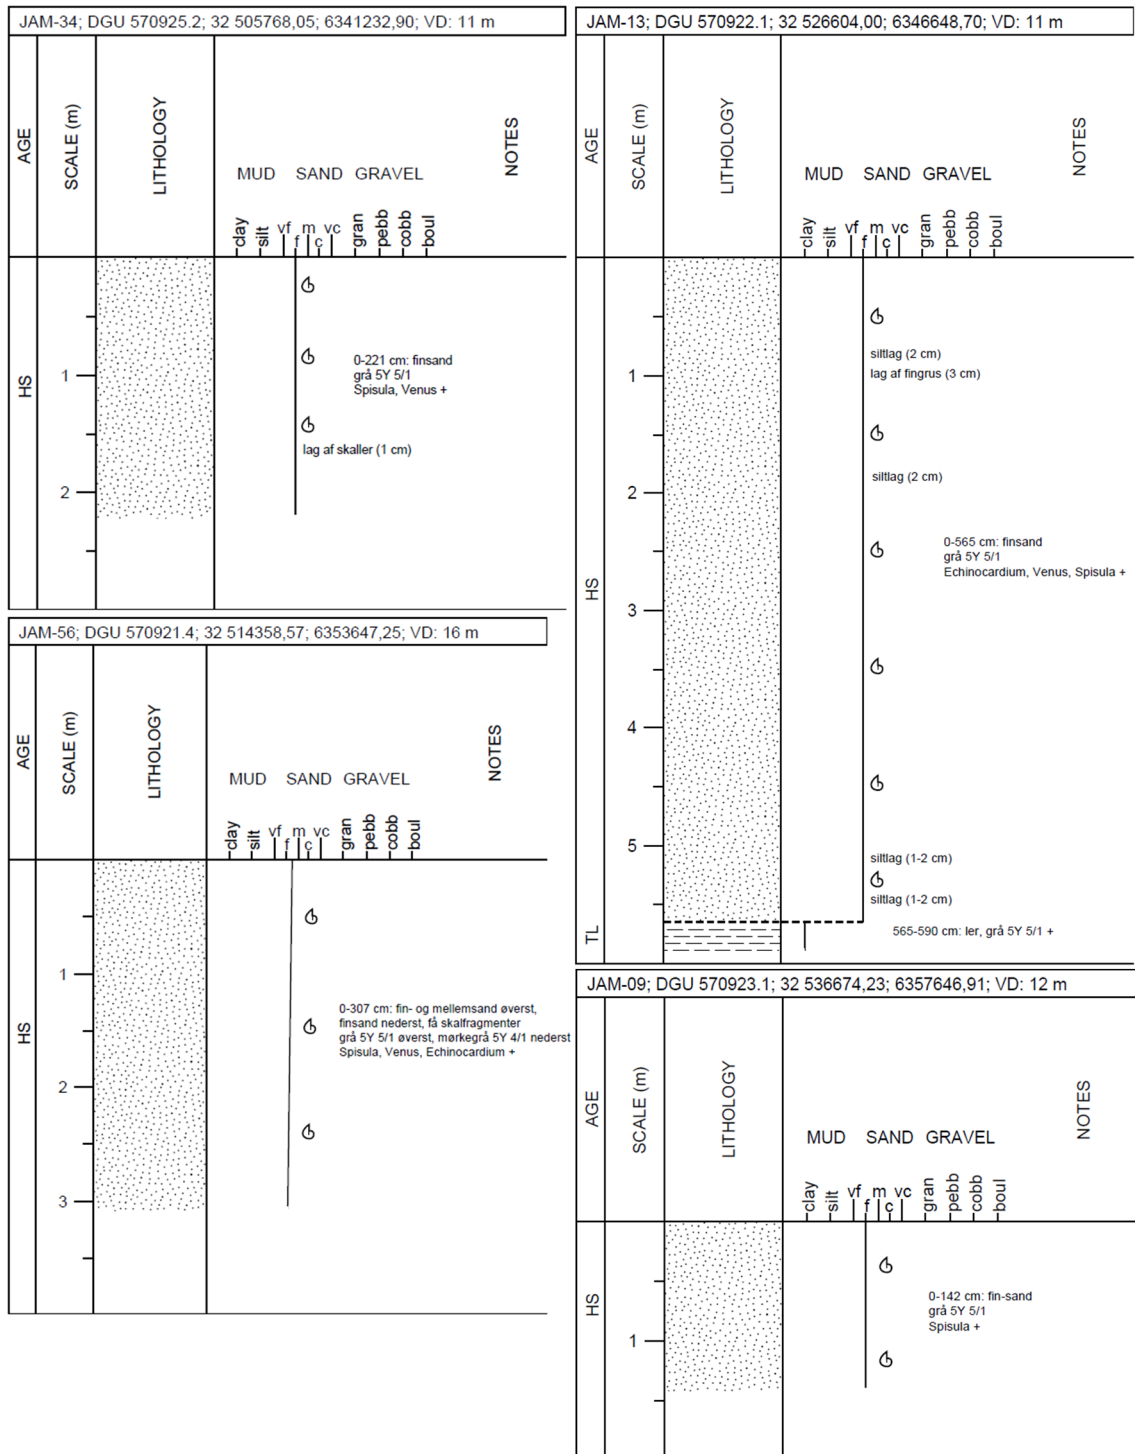 JAM-34; DGU 570925.2; 32 505768,05; 6341232,90; VD: 11 m
AGE
SCALE (m)
LITHOLOGY
MUD SAND GRAVEL
NOTES
clay silt vf f m c vc gran pebb cobb boul
HS
1
2
0-221 cm: finsand
grå 5Y 5/1
Spisula, Venus +
lag af skaller (1 cm)
JAM-56; DGU 570921.4; 32 514358,57; 6353647,25; VD: 16 m
AGE
SCALE (m)
LITHOLOGY
MUD SAND GRAVEL
NOTES
clay silt vf f m c vc gran pebb cobb boul
HS
1
2
3
0-307 cm: fin- og mellemsand øverst,
finsand nederst, få skalfragmenter
grå 5Y 5/1 øverst, mørkegrå 5Y 4/1 nederst
Spisula, Venus, Echinocardium +
JAM-13; DGU 570922.1; 32 526604,00; 6346648,70; VD: 11 m
AGE
SCALE (m)
LITHOLOGY
MUD SAND GRAVEL
NOTES
clay silt vf f m c vc gran pebb cobb boul
HS
TL
1
2
3
4
5
siltlag (2 cm)
lag af fingrus (3 cm)
siltlag (2 cm)
0-565 cm: finsand
grå 5Y 5/1
Echinocardium, Venus, Spisula +
siltlag (1-2 cm)
siltlag (1-2 cm)
565-590 cm: ler, grå 5Y 5/1 +
JAM-09; DGU 570923.1; 32 536674,23; 6357646,91; VD: 12 m
AGE
SCALE (m)
LITHOLOGY
MUD SAND GRAVEL
NOTES
clay silt vf f m c vc gran pebb cobb boul
HS
1
0-142 cm: fin-sand
grå 5Y 5/1
Spisula +